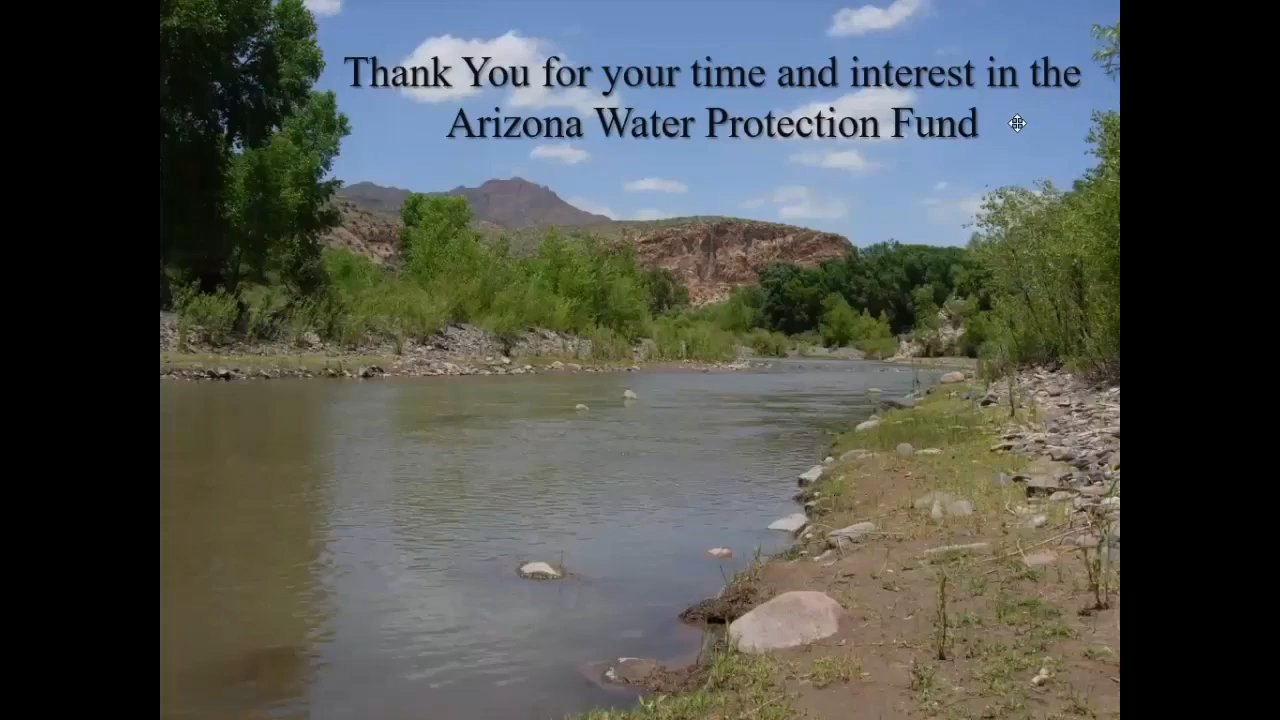 Thank You for your time and interest in the
Arizona Water Protection Fund